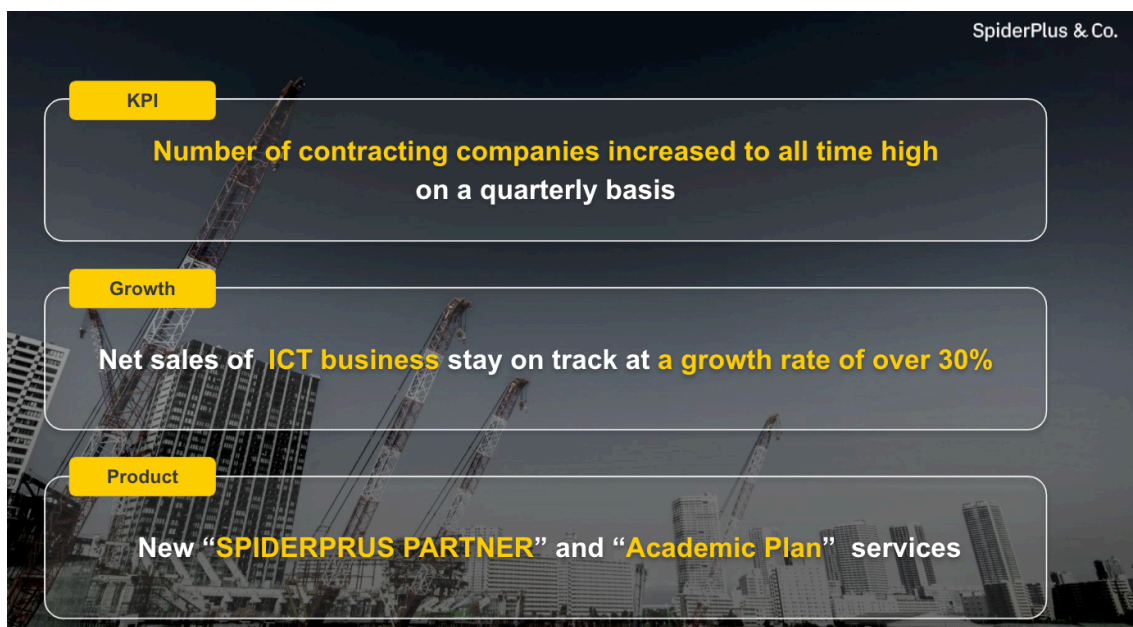 SpiderPlus & Co.
KPI
Number of contracting companies increased to all time high
on a quarterly basis
Growth
Net sales of  ICT business stay on track at a growth rate of over 30%
Product
New “SPIDERPRUS PARTNER” and “Academic Plan”  services